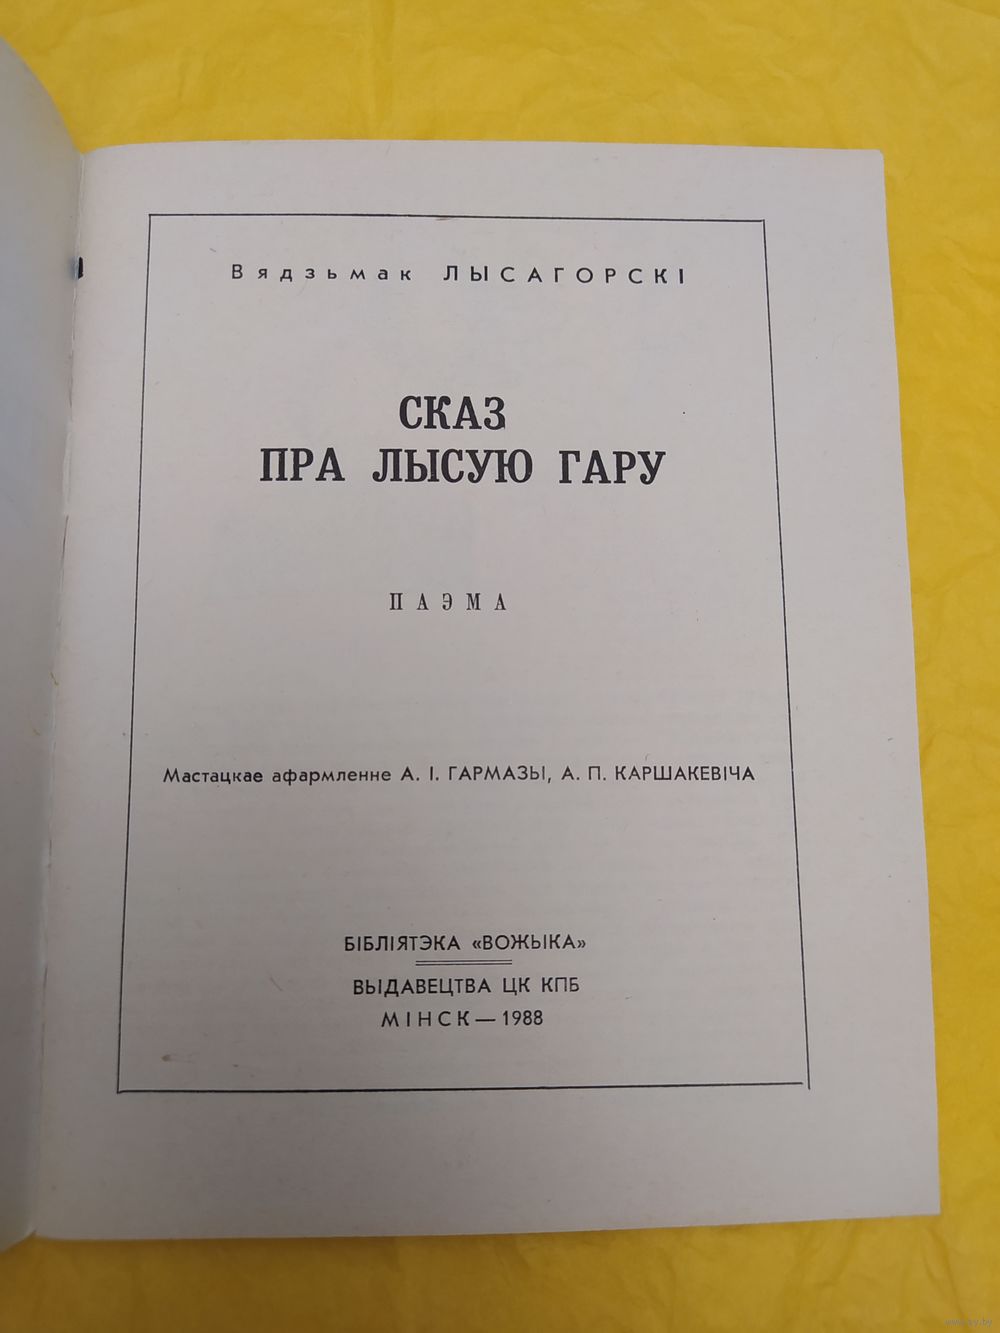 Вядзьмак ЛЫСАГОРСКІ
СКАЗ
ПРА ЛЫСУЮ ГАРУ
ПАЭМА
Мастацкае афармленне А. І. ГАРМАЗЫ, А. П. КАРШАКЕВІЧА
БІБЛІЯТЭКА «ВОЖЫКА»
ВЫДАВЕЦТВА ЦК КПБ
МІНСК — 1988